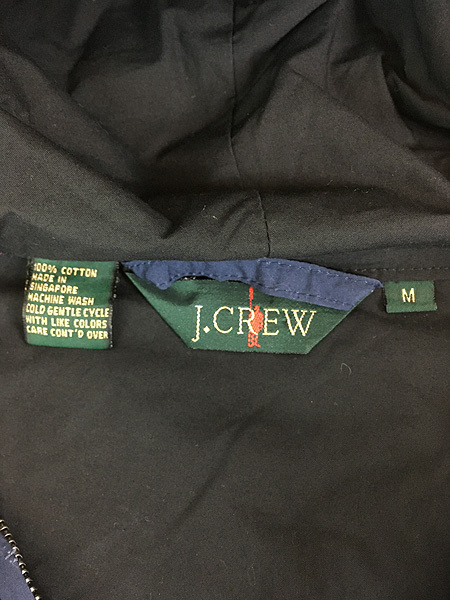 100% COTTON
MADE IN
SINGAPORE
MACHINE WASH
COLD GENTLE CYCLE
WITH LIKE COLORS
CARE CONT'D OVER
J.CREW
M